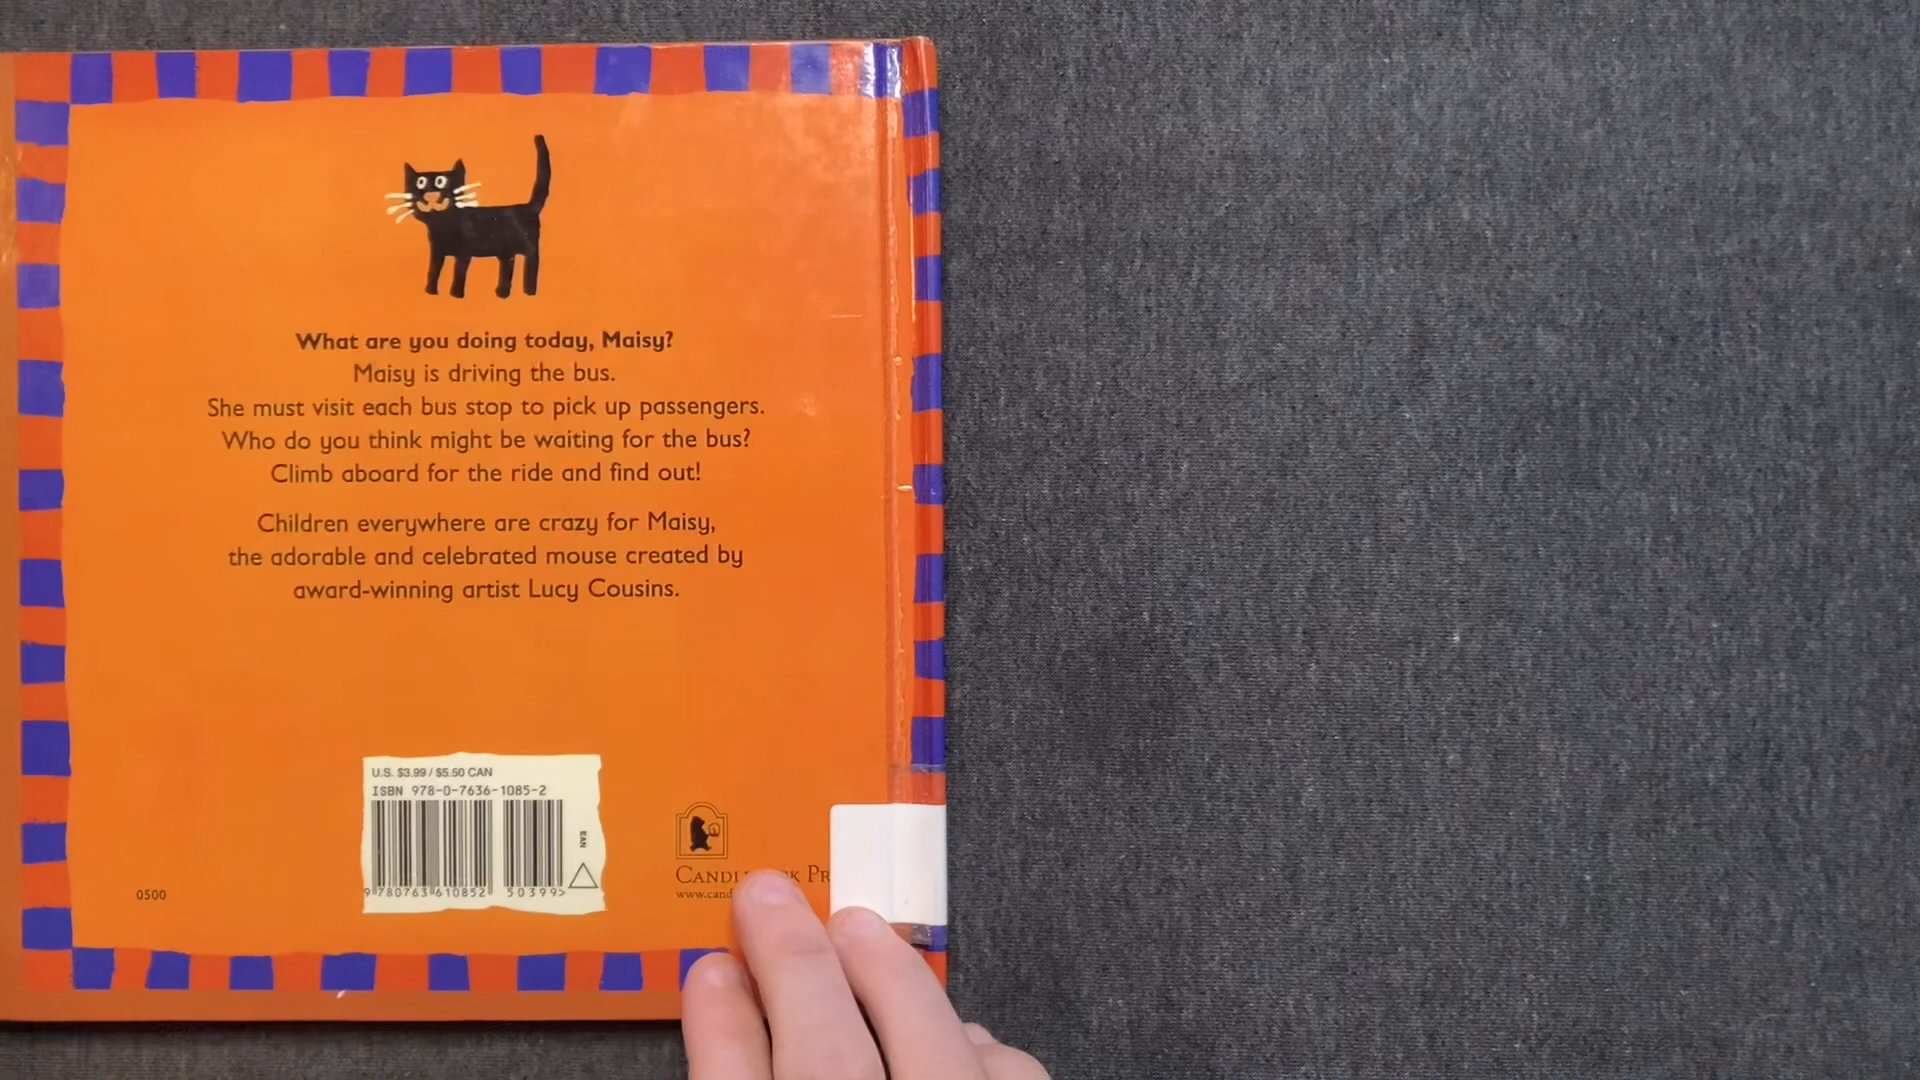 What are you doing today, Maisy?
Maisy is driving the bus.
She must visit each bus stop to pick up passengers.
Who do you think might be waiting for the bus?
Climb aboard for the ride and find out!
Children everywhere are crazy for Maisy,
the adorable and celebrated mouse created by
award-winning artist Lucy Cousins.
U.S. $3.99 / $5.50 CAN
ISBN 978-0-7636-1085-2
EAN
9 780763 610852 50399>
0500